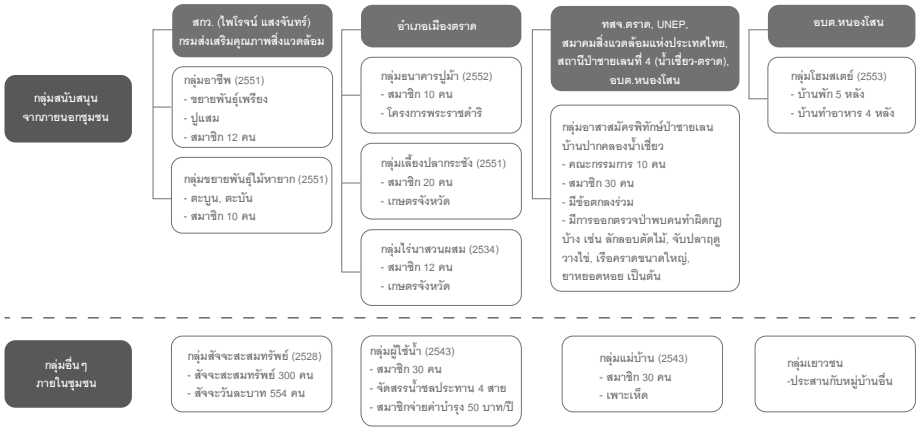 กลุ่มสนับสนุน
จากภายนอกชุมชน
สกว. (ไพโรจน์ แสงจันทร์)
กรมส่งเสริมคุณภาพสิ่งแวดล้อม
กลุ่มอาชีพ (2551)
- ขยายพันธุ์เพรียง
- ปูแสม
- สมาชิก 12 คน
กลุ่มขยายพันธุ์ไม้หายาก (2551)
- ตะบูน, ตะบัน
- สมาชิก 10 คน
อำเภอเมืองตราด
กลุ่มธนาคารปูม้า (2552)
- สมาชิก 10 คน
- โครงการพระราชดำริ
กลุ่มเลี้ยงปลากระชัง (2551)
- สมาชิก 20 คน
- เกษตรจังหวัด
กลุ่มไร่นาสวนผสม (2534)
- สมาชิก 12 คน
- เกษตรจังหวัด
ทสจ.ตราด, UNEP,
สมาคมสิ่งแวดล้อมแห่งประเทศไทย,
สถานีป่าชายเลนที่ 4 (น้ำเชี่ยว-ตราด),
อบต.หนองโสน
กลุ่มอาสาสมัครพิทักษ์ป่าชายเลน
บ้านปากคลองน้ำเชี่ยว
- คณะกรรมการ 10 คน
- สมาชิก 30 คน
- มีข้อตกลงร่วม
- มีการออกตรวจป่าพบคนทำผิดกฎ
บ้าง เช่น ลักลอบตัดไม้, จับปลาฤดู
วางไข่, เรือคราดขนาดใหญ่,
ยาหยอดหอย เป็นต้น
อบต.หนองโสน
กลุ่มโฮมสเตย์ (2553)
- บ้านพัก 5 หลัง
- บ้านทำอาหาร 4 หลัง
กลุ่มอื่นๆ
ภายในชุมชน
กลุ่มสัจจะสะสมทรัพย์ (2528)
- สัจจะสะสมทรัพย์ 300 คน
- สัจจะวันละบาท 554 คน
กลุ่มผู้ใช้น้ำ (2543)
- สมาชิก 30 คน
- จัดสรรน้ำชลประทาน 4 สาย
- สมาชิกจ่ายค่าบำรุง 50 บาท/ปี
กลุ่มแม่บ้าน (2543)
- สมาชิก 30 คน
- เพาะเห็ด
กลุ่มเยาวชน
-ประสานกับหมู่บ้านอื่น